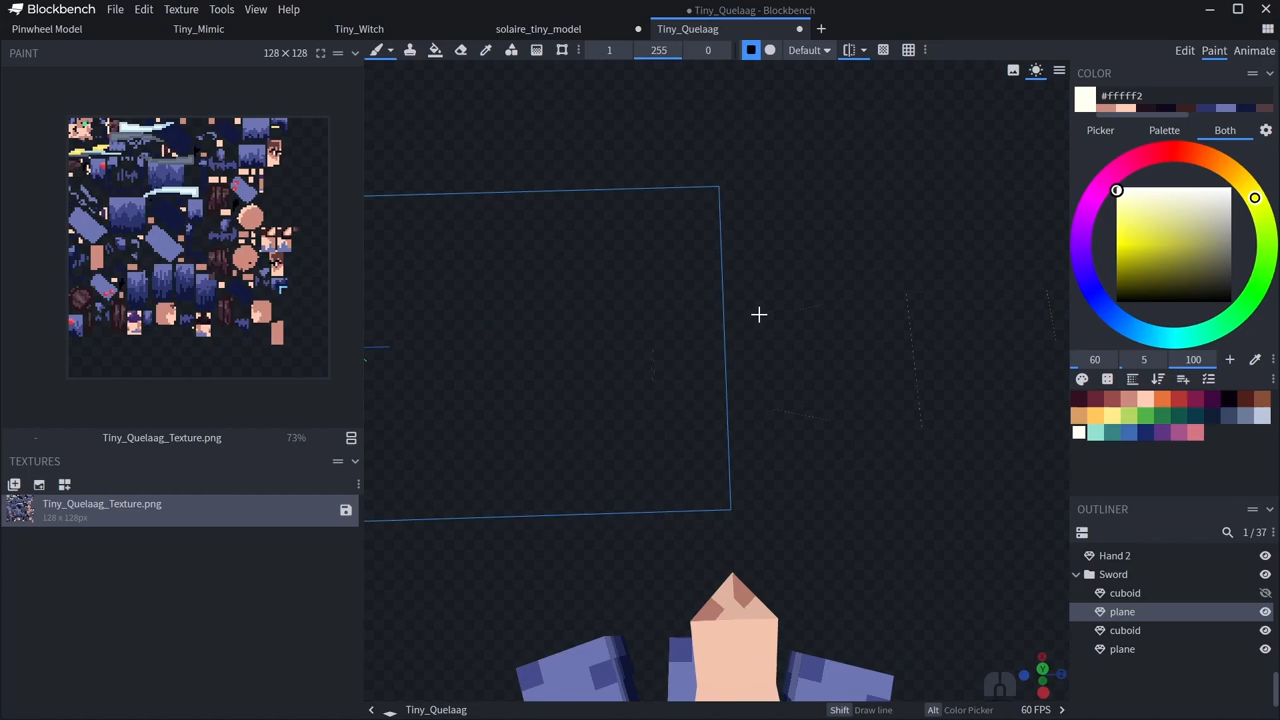 Blockbench File Edit Texture Tools View Help
Tiny_Quelaag - Blockbench
Pinwheel Model Tiny_Mimic Tiny_Witch solaire_tiny_model Tiny_Quelaag
PAINT 128×128 1 255 0 Default Edit Paint Animate
COLOR
#fffff2
Picker Palette Both
60 5 100
- Tiny_Quelaag_Texture.png 73%
TEXTURES
Tiny_Quelaag_Texture.png
128 x 128px
OUTLINER
1 / 37
Hand 2
Sword
cuboid
plane
cuboid
plane
Tiny_Quelaag Shift Draw line Alt Color Picker 60 FPS